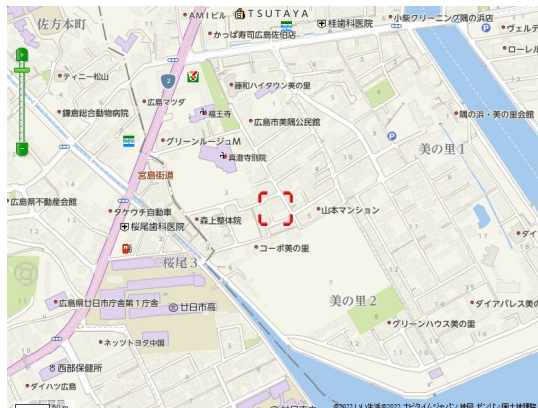 佐方本町
AMIビル
TSUTAYA
桂歯科医院
小柴クリーニング隅の浜店
かっぱ寿司広島佐伯店
ヴェルデ
ローレル
ティニー松山
2
藤和ハイタウン美の里
広島マツダ
鎌倉総合動物病院
福王寺
広島市美隅公民館
隅の浜・美の里会館
P
グリーンルージュM
真澄寺別院
美の里1
宮島街道
広島県不動産会館
タケウチ自動車
森上整体院
山本マンション
桜尾歯科医院
コーポ美の里
桜尾3
美の里2
広島県廿日市庁舎第1庁舎
廿日市高
ダイアパレス美の
グリーンハウス美の里
ネッツトヨタ中国
西部保健所
ダイハツ広島